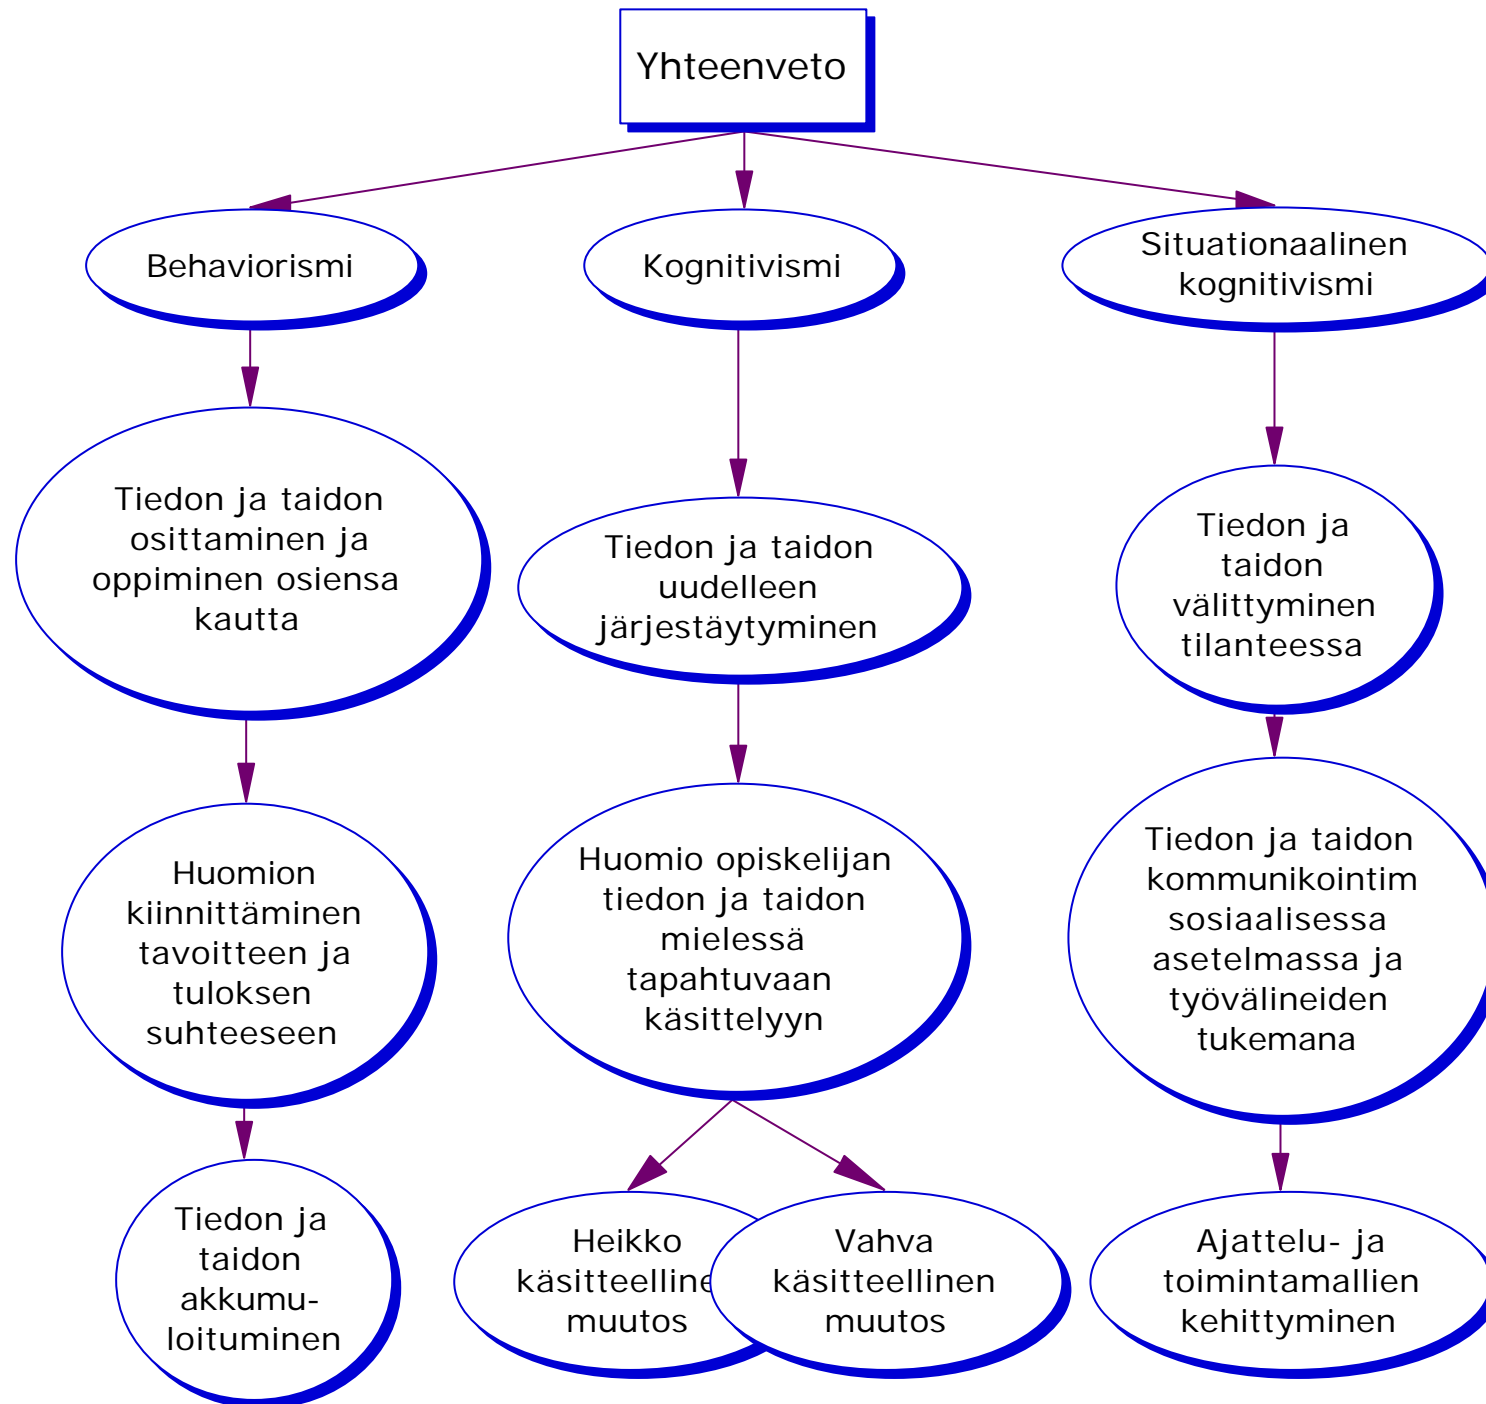 Yhteenveto
Behaviorismi
Kognitivismi
Situationaalinen
kognitivismi
Tiedon ja taidon
osittaminen ja
oppiminen osiensa
kautta
Tiedon ja taidon
uudelleen
järjestäytyminen
Tiedon ja
taidon
välittyminen
tilanteessa
Huomion
kiinnittäminen
tavoitteen ja
tuloksen
suhteeseen
Huomio opiskelijan
tiedon ja taidon
mielessä
tapahtuvaan
käsittelyyn
Tiedon ja taidon
kommunikointim
sosiaalisessa
asetelmassa ja
työvälineiden
tukemana
Tiedon ja
taidon
akkumu-
loituminen
Heikko
käsitteelline
muutos
Vahva
käsitteellinen
muutos
Ajattelu- ja
toimintamallien
kehittyminen